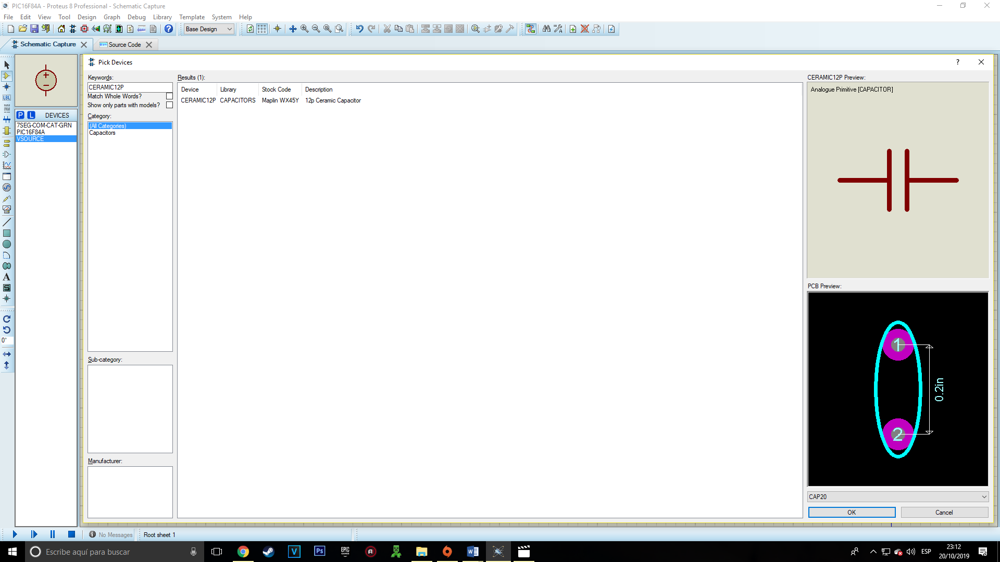 PIC16F84A - Proteus 8 Professional - Schematic Capture
File Edit View Tool Design Graph Debug Library Template System Help
Base Design
Schematic Capture
Source Code
Pick Devices
?
Keywords:
CERAMIC12P
Match Whole Words?
Show only parts with models?
Category:
(All Categories)
Capacitors
Sub-category:
Manufacturer:
Results (1):
Device Library Stock Code Description
CERAMIC12P CAPACITORS Maplin WX45Y 12p Ceramic Capacitor
CERAMIC12P Preview:
Analogue Primitive [CAPACITOR]
PCB Preview:
1
2
0.2in
CAP20
OK Cancel
P L DEVICES
7SEG-COM-CAT-GRN
PIC16F84A
VSOURCE
LBL
A
S
0°
No Messages
Root sheet 1
Escribe aquí para buscar
V
Ps
EPIC
GAMES
W
ESP
23:12
20/10/2019